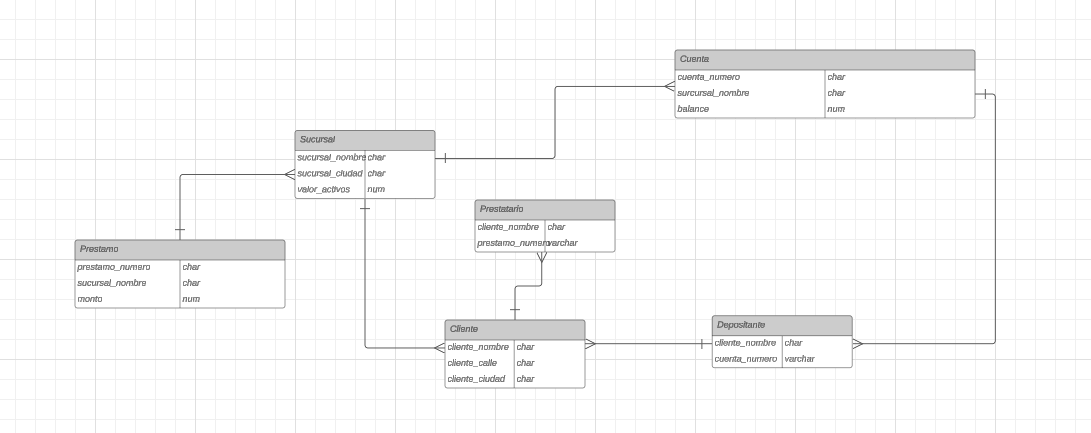 Cuenta
cuenta_numero char
surcursal_nombre char
balance num
Sucursal
sucursal_nombre char
sucursal_ciudad char
valor_activos num
Prestatario
cliente_nombre char
prestamo_numero varchar
Prestamo
prestamo_numero char
sucursal_nombre char
monto num
Cliente
cliente_nombre char
cliente_calle char
cliente_ciudad char
Depositante
cliente_nombre char
cuenta_numero varchar